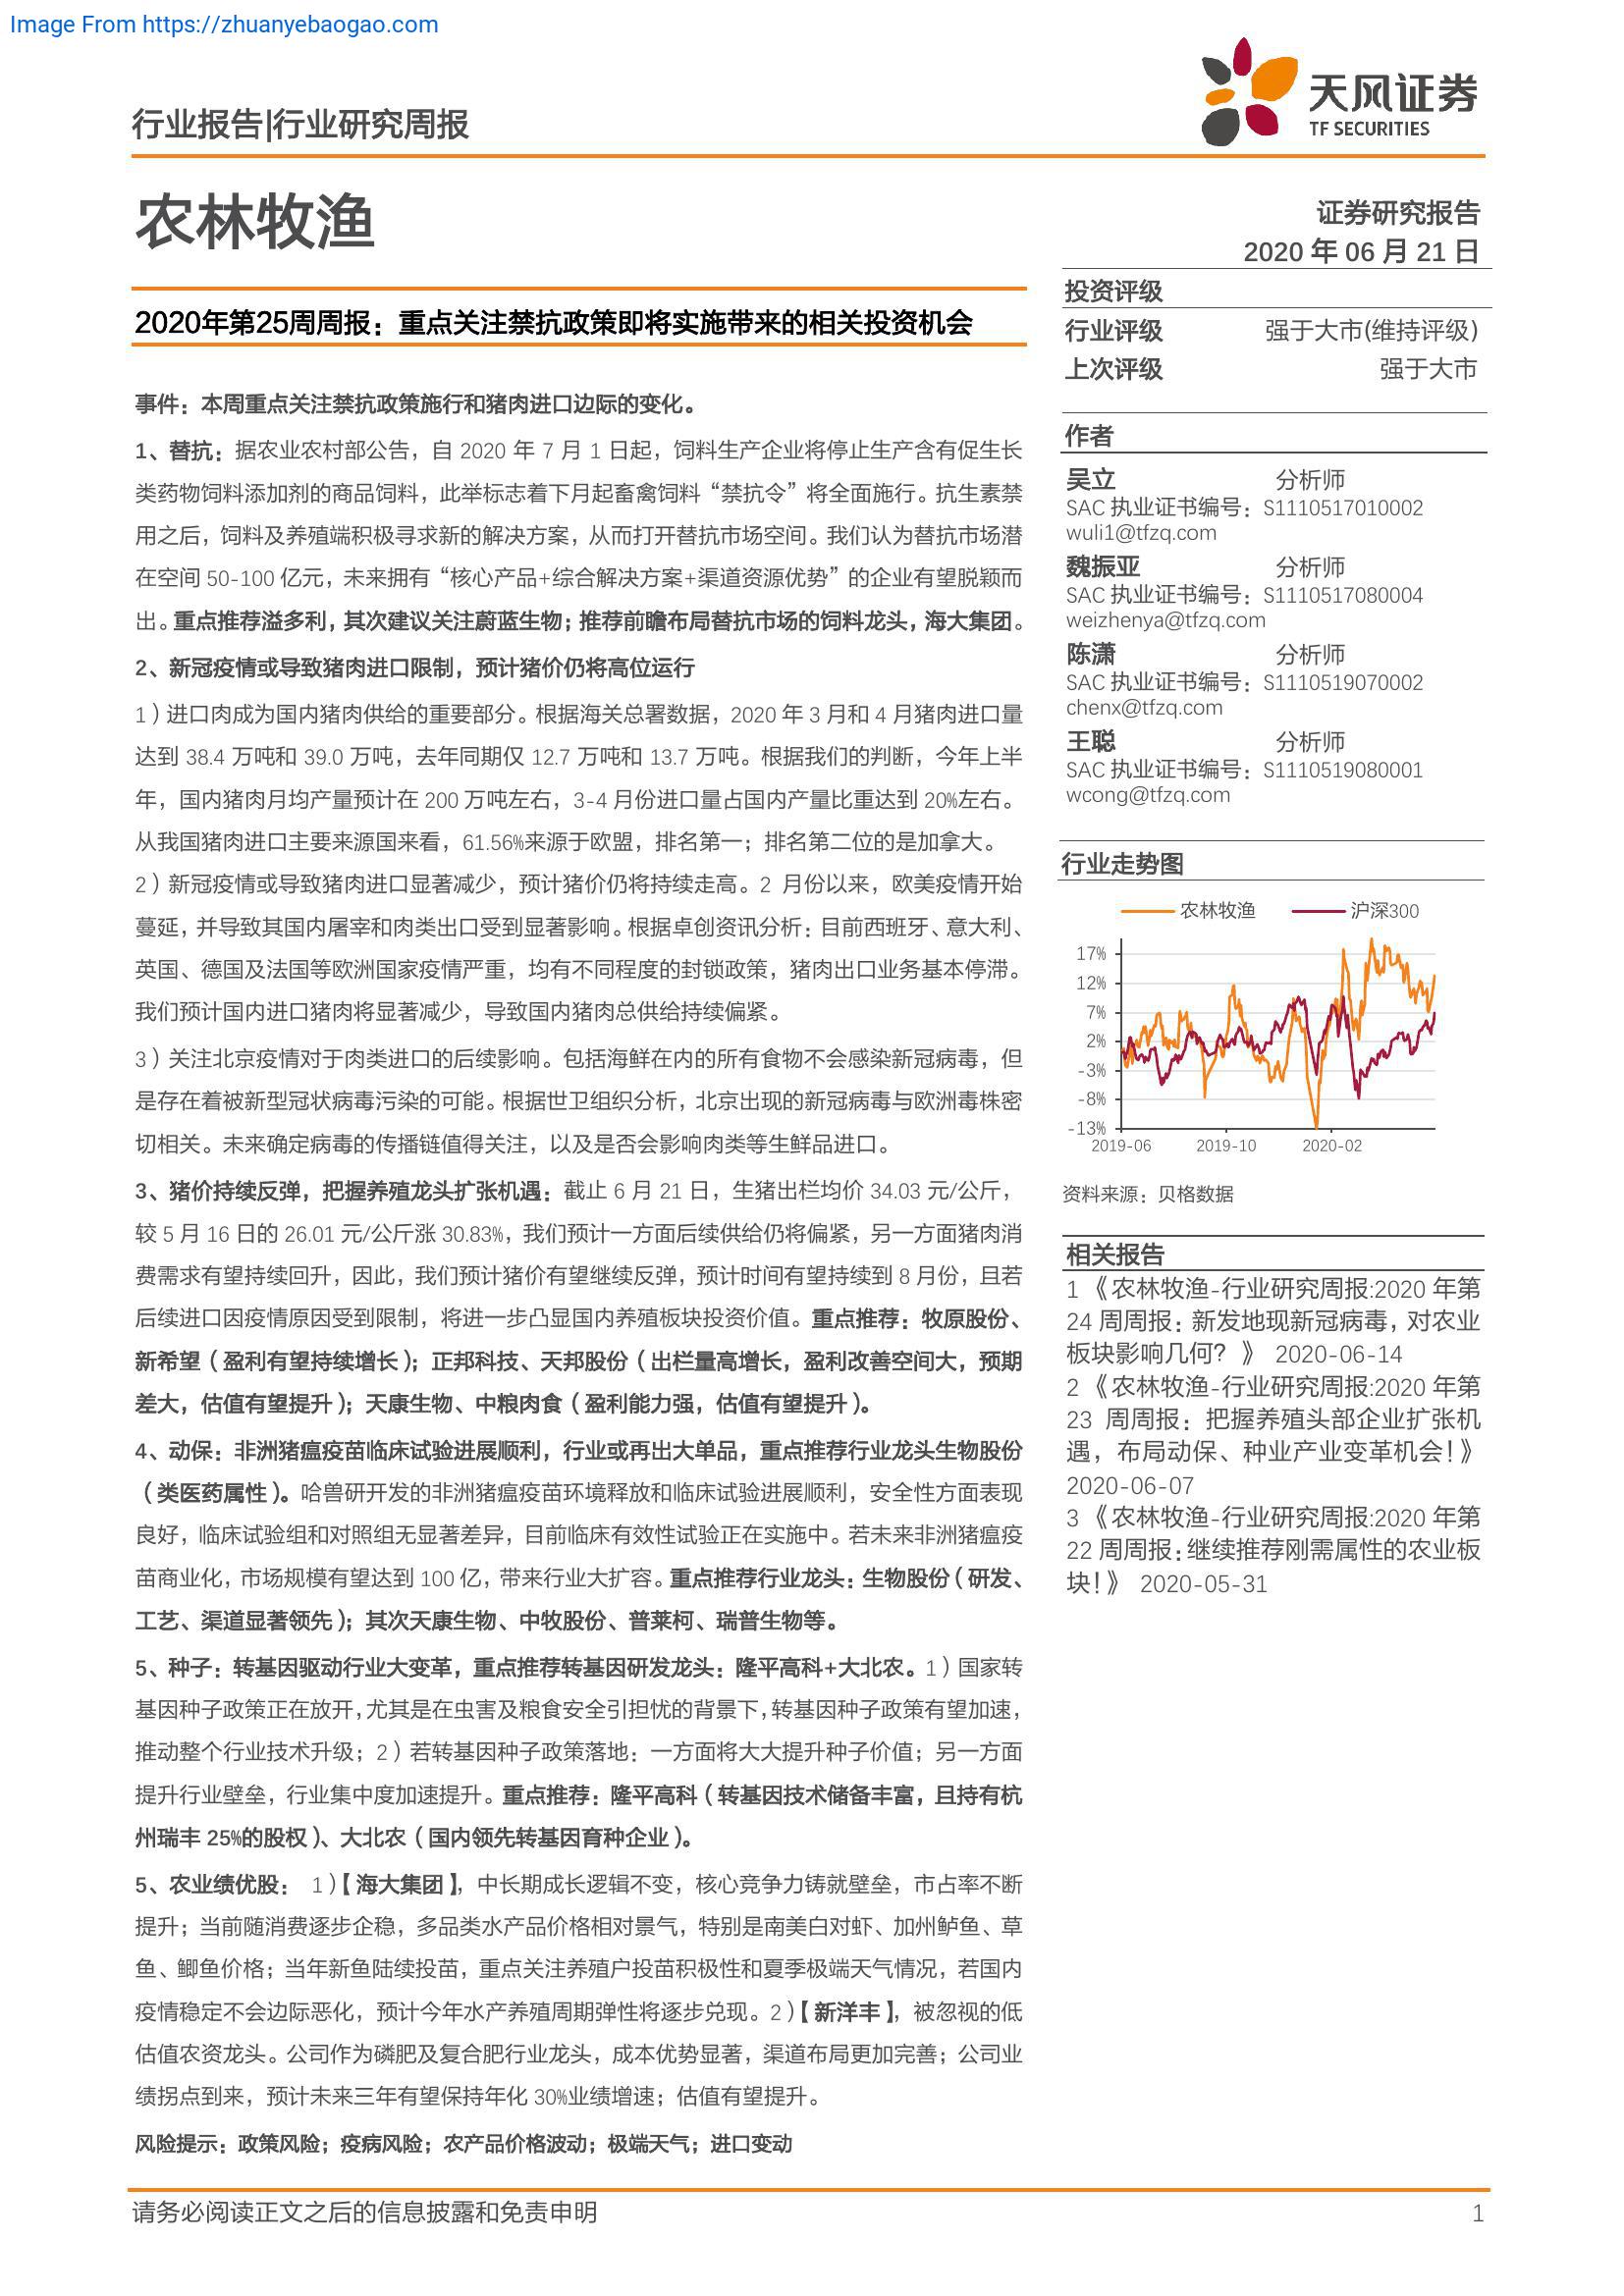 Image From https://zhuanyebaogao.com
行业报告|行业研究周报
天风证券
TF SECURITIES
农林牧渔
证券研究报告
2020 年 06 月 21 日
2020年第25周周报：重点关注禁抗政策即将实施带来的相关投资机会
事件：本周重点关注禁抗政策施行和猪肉进口边际的变化。
1、替抗：据农业农村部公告，自 2020 年 7 月 1 日起，饲料生产企业将停止生产含有促生长
类药物饲料添加剂的商品饲料，此举标志着下月起畜禽饲料“禁抗令”将全面施行。抗生素禁
用之后，饲料及养殖端积极寻求新的解决方案，从而打开替抗市场空间。我们认为替抗市场潜
在空间 50-100 亿元，未来拥有“核心产品+综合解决方案+渠道资源优势”的企业有望脱颖而
出。重点推荐溢多利，其次建议关注蔚蓝生物；推荐前瞻布局替抗市场的饲料龙头，海大集团。
2、新冠疫情或导致猪肉进口限制，预计猪价仍将高位运行
1）进口肉成为国内猪肉供给的重要部分。根据海关总署数据，2020 年 3 月和 4 月猪肉进口量
达到 38.4 万吨和 39.0 万吨，去年同期仅 12.7 万吨和 13.7 万吨。根据我们的判断，今年上半
年，国内猪肉月均产量预计在 200 万吨左右，3-4 月份进口量占国内产量比重达到 20%左右。
从我国猪肉进口主要来源国来看，61.56%来源于欧盟，排名第一；排名第二位的是加拿大。
2）新冠疫情或导致猪肉进口显著减少，预计猪价仍将持续走高。2 月份以来，欧美疫情开始
蔓延，并导致其国内屠宰和肉类出口受到显著影响。根据卓创资讯分析：目前西班牙、意大利、
英国、德国及法国等欧洲国家疫情严重，均有不同程度的封锁政策，猪肉出口业务基本停滞。
我们预计国内进口猪肉将显著减少，导致国内猪肉总供给持续偏紧。
3）关注北京疫情对于肉类进口的后续影响。包括海鲜在内的所有食物不会感染新冠病毒，但
是存在着被新型冠状病毒污染的可能。根据世卫组织分析，北京出现的新冠病毒与欧洲毒株密
切相关。未来确定病毒的传播链值得关注，以及是否会影响肉类等生鲜品进口。
3、猪价持续反弹，把握养殖龙头扩张机遇：截止 6 月 21 日，生猪出栏均价 34.03 元/公斤，
较 5 月 16 日的 26.01 元/公斤涨 30.83%，我们预计一方面后续供给仍将偏紧，另一方面猪肉消
费需求有望持续回升，因此，我们预计猪价有望继续反弹，预计时间有望持续到 8 月份，且若
后续进口因疫情原因受到限制，将进一步凸显国内养殖板块投资价值。重点推荐：牧原股份、
新希望（盈利有望持续增长）；正邦科技、天邦股份（出栏量高增长，盈利改善空间大，预期
差大，估值有望提升）；天康生物、中粮肉食（盈利能力强，估值有望提升）。
4、动保：非洲猪瘟疫苗临床试验进展顺利，行业或再出大单品，重点推荐行业龙头生物股份
（类医药属性）。哈兽研开发的非洲猪瘟疫苗环境释放和临床试验进展顺利，安全性方面表现
良好，临床试验组和对照组无显著差异，目前临床有效性试验正在实施中。若未来非洲猪瘟疫
苗商业化，市场规模有望达到 100 亿，带来行业大扩容。重点推荐行业龙头：生物股份（研发、
工艺、渠道显著领先）；其次天康生物、中牧股份、普莱柯、瑞普生物等。
5、种子：转基因驱动行业大变革，重点推荐转基因研发龙头：隆平高科+大北农。1）国家转
基因种子政策正在放开，尤其是在虫害及粮食安全引担忧的背景下，转基因种子政策有望加速，
推动整个行业技术升级；2）若转基因种子政策落地：一方面将大大提升种子价值；另一方面
提升行业壁垒，行业集中度加速提升。重点推荐：隆平高科（转基因技术储备丰富，且持有杭
州瑞丰 25%的股权）、大北农（国内领先转基因育种企业）。
5、农业绩优股： 1）【海大集团】，中长期成长逻辑不变，核心竞争力铸就壁垒，市占率不断
提升；当前随消费逐步企稳，多品类水产品价格相对景气，特别是南美白对虾、加州鲈鱼、草
鱼、鲫鱼价格；当年新鱼陆续投苗，重点关注养殖户投苗积极性和夏季极端天气情况，若国内
疫情稳定不会边际恶化，预计今年水产养殖周期弹性将逐步兑现。2）【新洋丰】，被忽视的低
估值农资龙头。公司作为磷肥及复合肥行业龙头，成本优势显著，渠道布局更加完善；公司业
绩拐点到来，预计未来三年有望保持年化 30%业绩增速；估值有望提升。
风险提示：政策风险；疫病风险；农产品价格波动；极端天气；进口变动
投资评级
行业评级 强于大市(维持评级)
上次评级 强于大市
作者
吴立 分析师
SAC 执业证书编号：S1110517010002
wuli1@tfzq.com
魏振亚 分析师
SAC 执业证书编号：S1110517080004
weizhenya@tfzq.com
陈潇 分析师
SAC 执业证书编号：S1110519070002
chenx@tfzq.com
王聪 分析师
SAC 执业证书编号：S1110519080001
wcong@tfzq.com
行业走势图
农林牧渔 沪深300
17%
12%
7%
2%
-3%
-8%
-13%
2019-06 2019-10 2020-02
资料来源：贝格数据
相关报告
1 《农林牧渔-行业研究周报:2020 年第
24 周周报：新发地现新冠病毒，对农业
板块影响几何？》 2020-06-14
2 《农林牧渔-行业研究周报:2020 年第
23 周周报：把握养殖头部企业扩张机
遇，布局动保、种业产业变革机会！》
2020-06-07
3 《农林牧渔-行业研究周报:2020 年第
22 周周报：继续推荐刚需属性的农业板
块！》 2020-05-31
请务必阅读正文之后的信息披露和免责申明 1